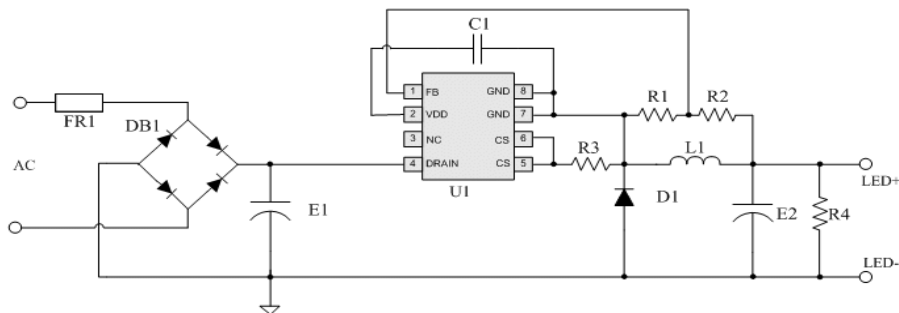 C1
1 FB GND 8
2 VDD GND 7
3 NC CS 6
4 DRAIN CS 5
U1
R1 R2
FR1
DB1
AC
R3
L1
LED+
E1
D1
E2
R4
LED-